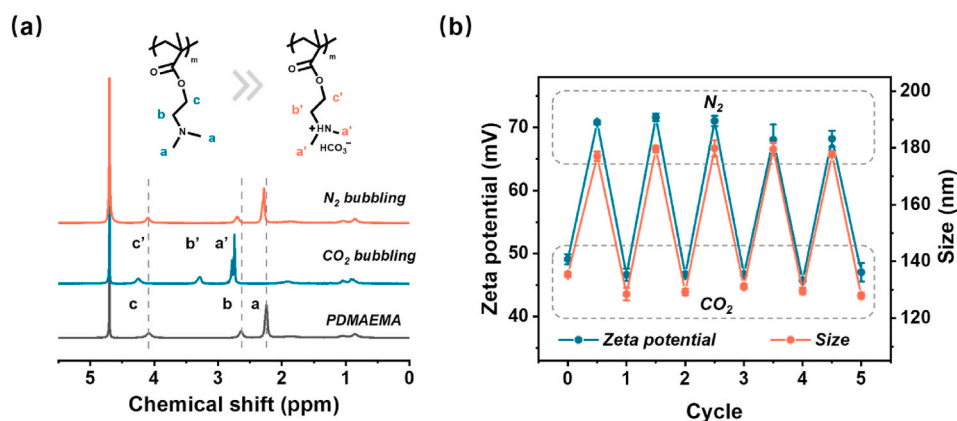 (a)
m
O
O
c
b
N
a
a
m
O
O
c'
b'
+HN
a'
a'
HCO₃⁻
N₂ bubbling
c' b' a'
CO₂ bubbling
c b a
PDMAEMA
5 4 3 2 1 0
Chemical shift (ppm)
(b)
Zeta potential (mV)
70
60
50
40
N₂
CO₂
Zeta potential Size
200
180
160
140
120
Size (nm)
0 1 2 3 4 5
Cycle